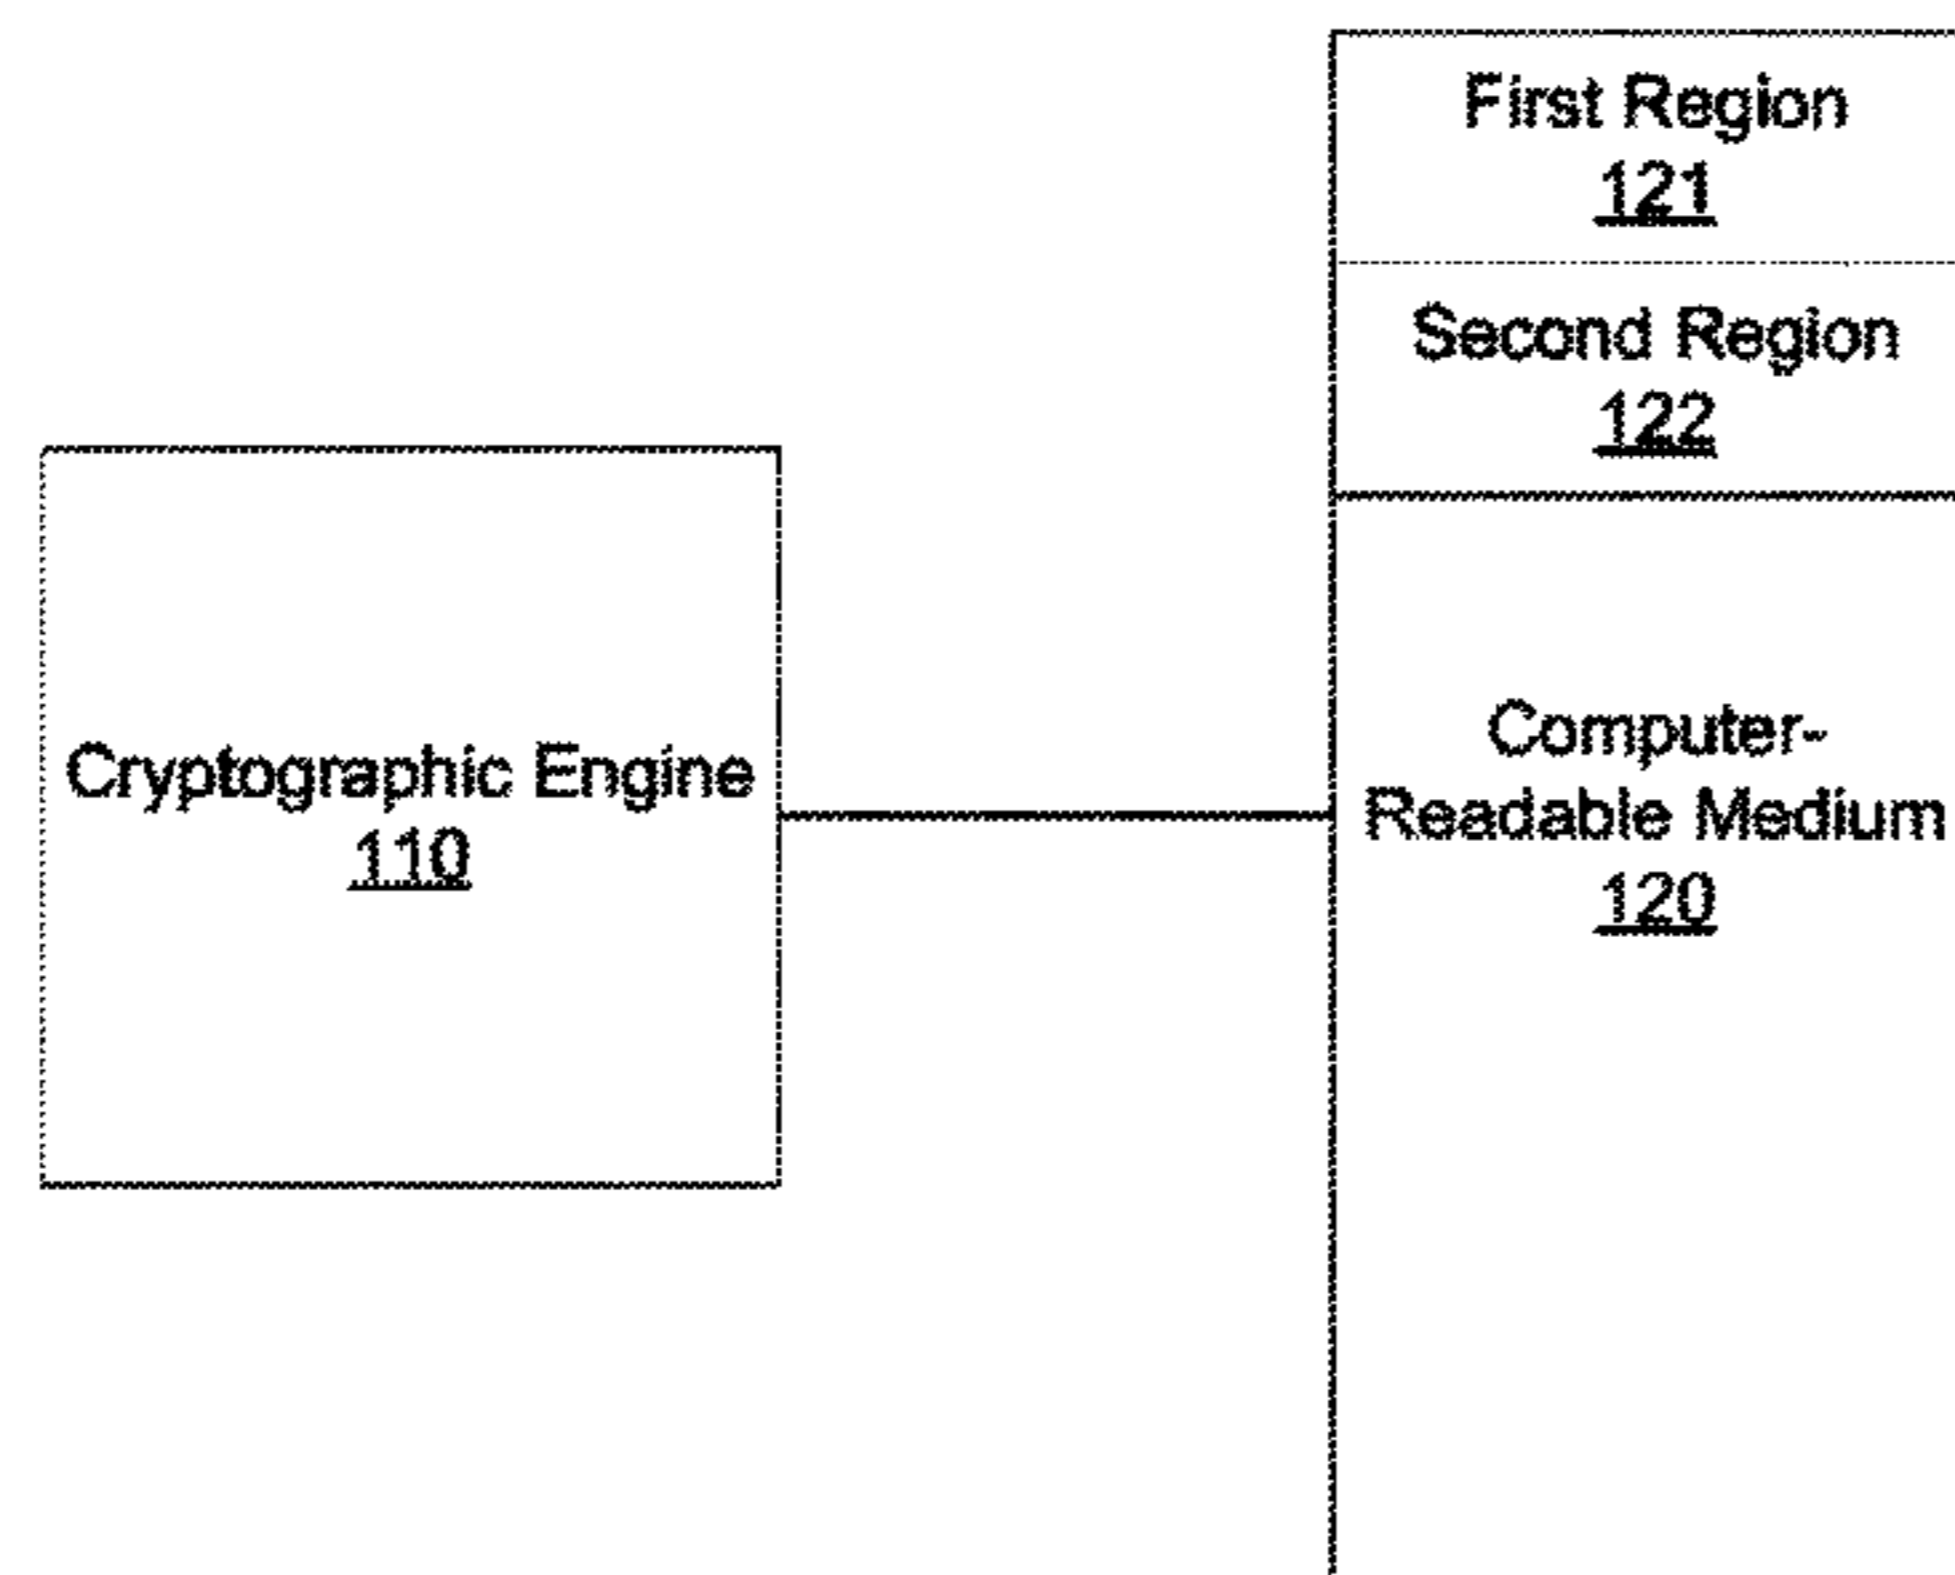 First Region
121
Second Region
122
Cryptographic Engine
110
Computer-
Readable Medium
120